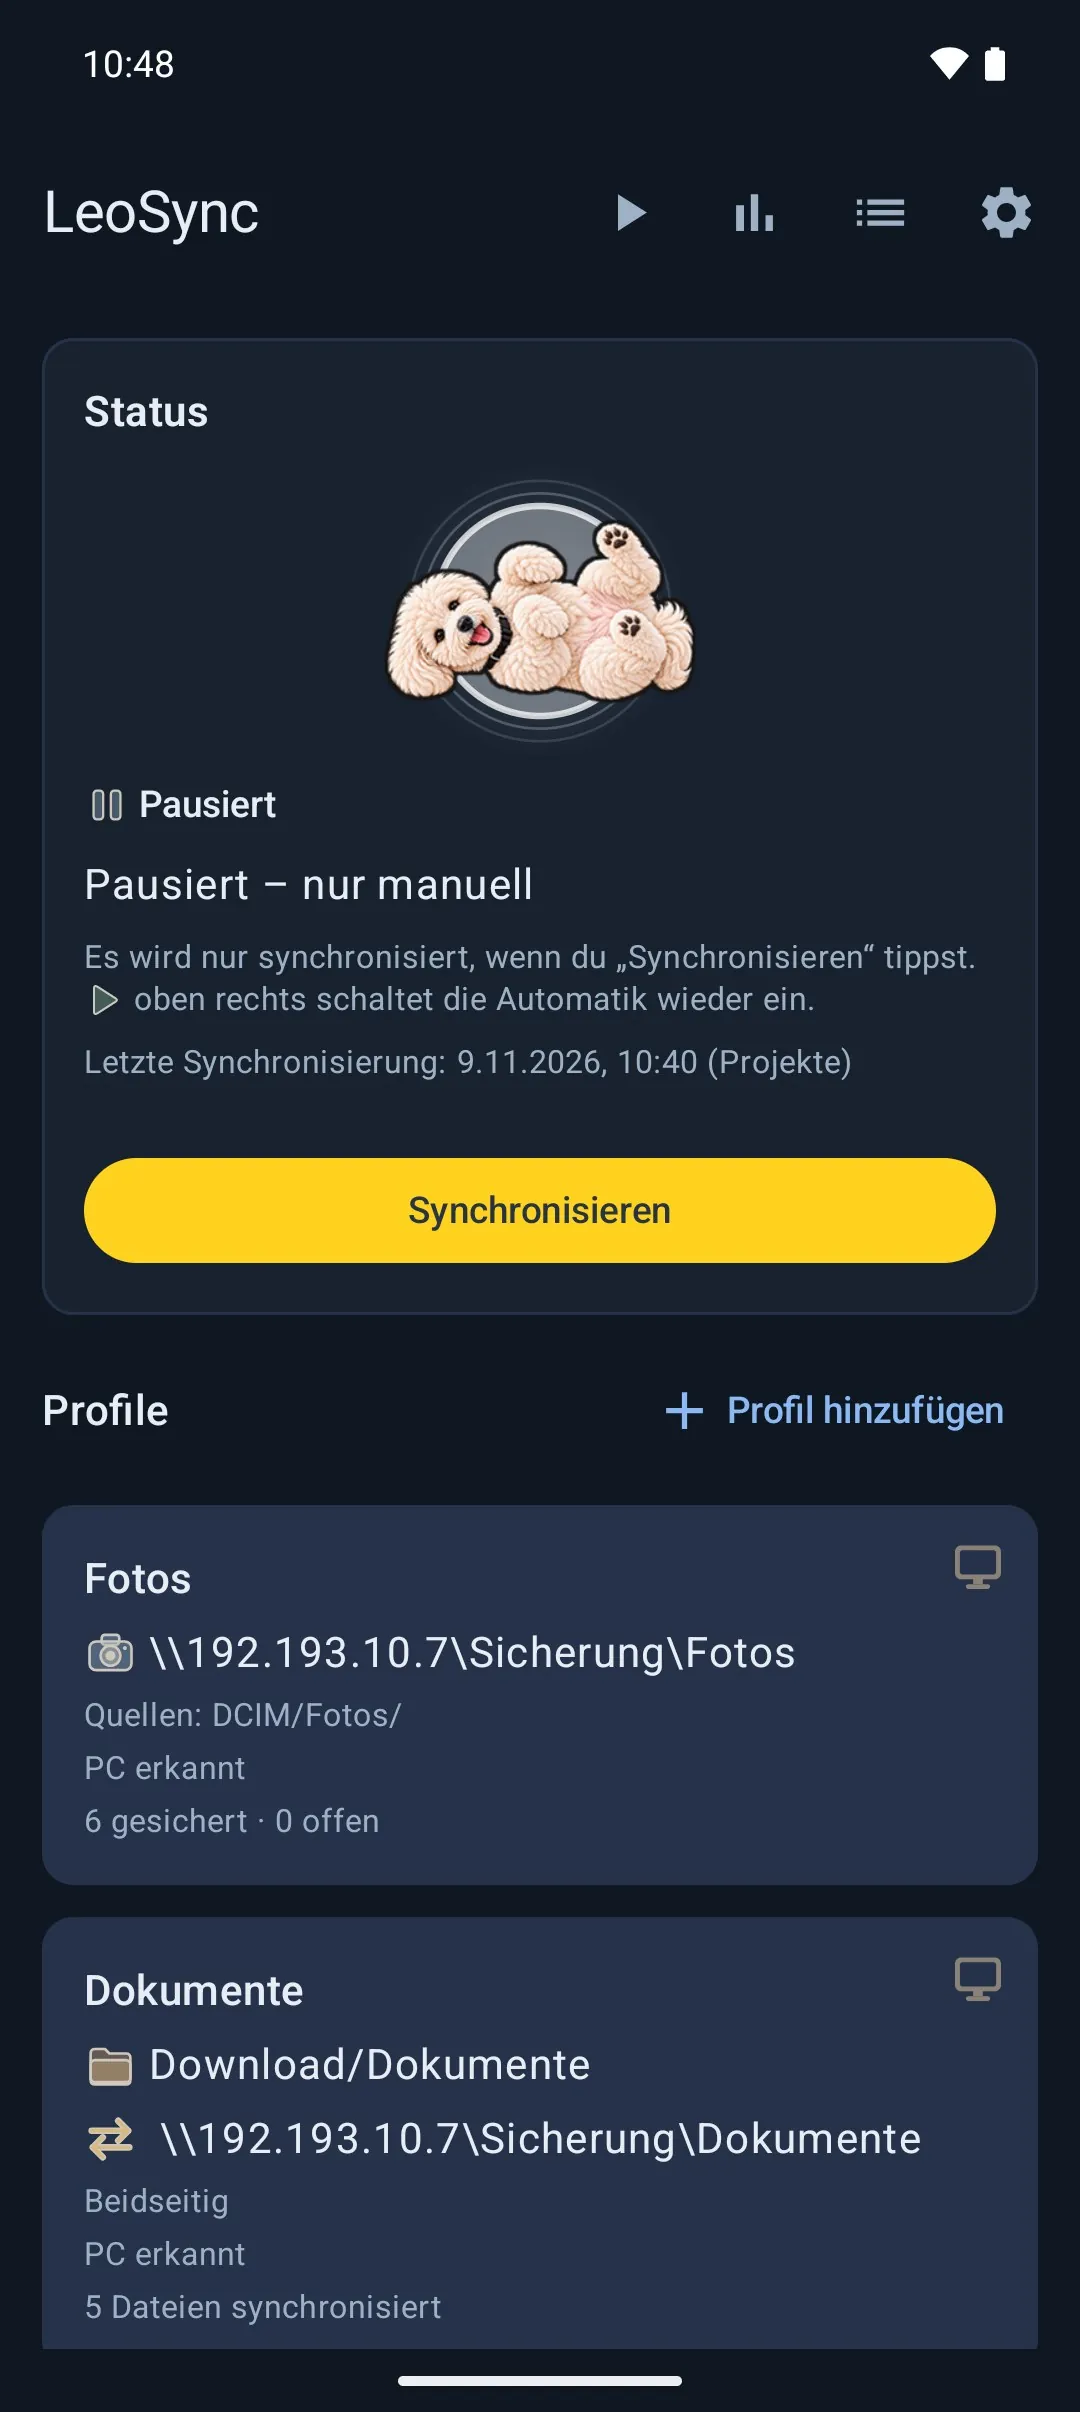 10:48
LeoSync
Status
Pausiert
Pausiert – nur manuell
Es wird nur synchronisiert, wenn du „Synchronisieren“ tippst.
oben rechts schaltet die Automatik wieder ein.
Letzte Synchronisierung: 9.11.2026, 10:40 (Projekte)
Synchronisieren
Profile
Profil hinzufügen
Fotos
\\192.193.10.7\Sicherung\Fotos
Quellen: DCIM/Fotos/
PC erkannt
6 gesichert · 0 offen
Dokumente
Download/Dokumente
\\192.193.10.7\Sicherung\Dokumente
Beidseitig
PC erkannt
5 Dateien synchronisiert